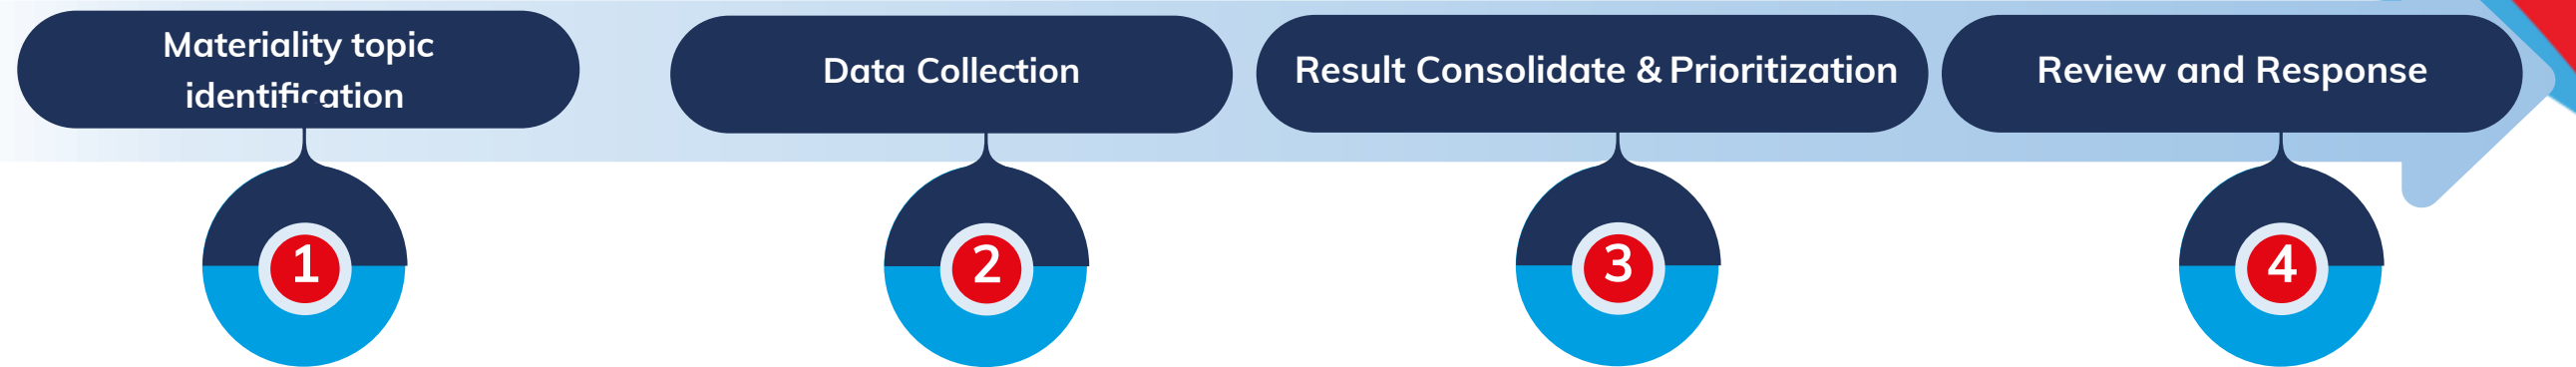 Materiality topic
identification
Data Collection
Result Consolidate & Prioritization
Review and Response
1
2
3
4